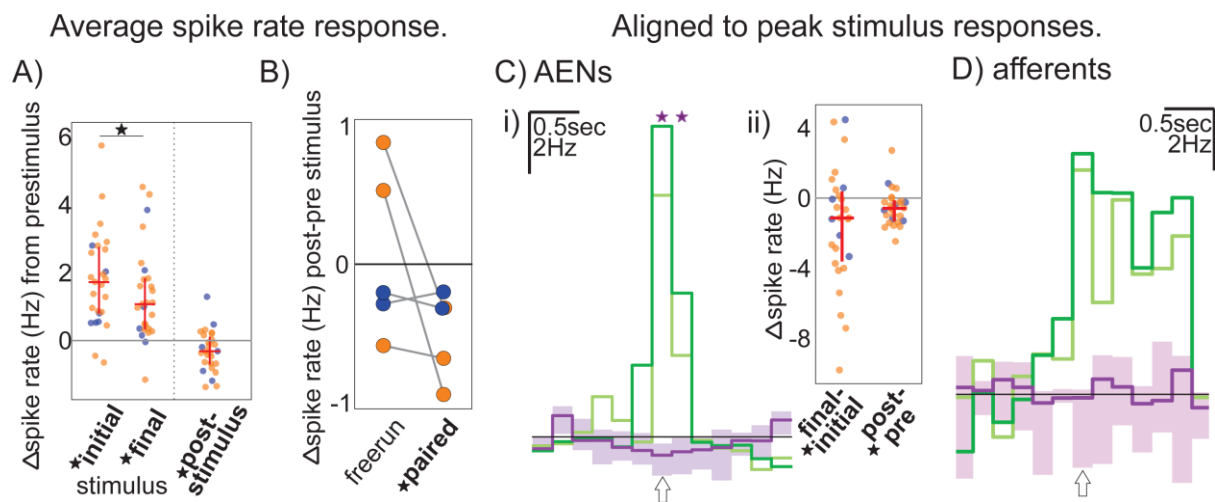 Average spike rate response.
Aligned to peak stimulus responses.
A)
Δspike rate (Hz) from prestimulus
6
4
2
0
★
★initial
★final
stimulus
★post-
stimulus
B)
Δspike rate (Hz) post-pre stimulus
1
0
-1
freerun
★paired
C) AENs
i)
0.5sec
2Hz
★ ★
ii)
Δspike rate (Hz)
4
0
-4
-8
final-
★initial
post-
★pre
D) afferents
0.5sec
2Hz